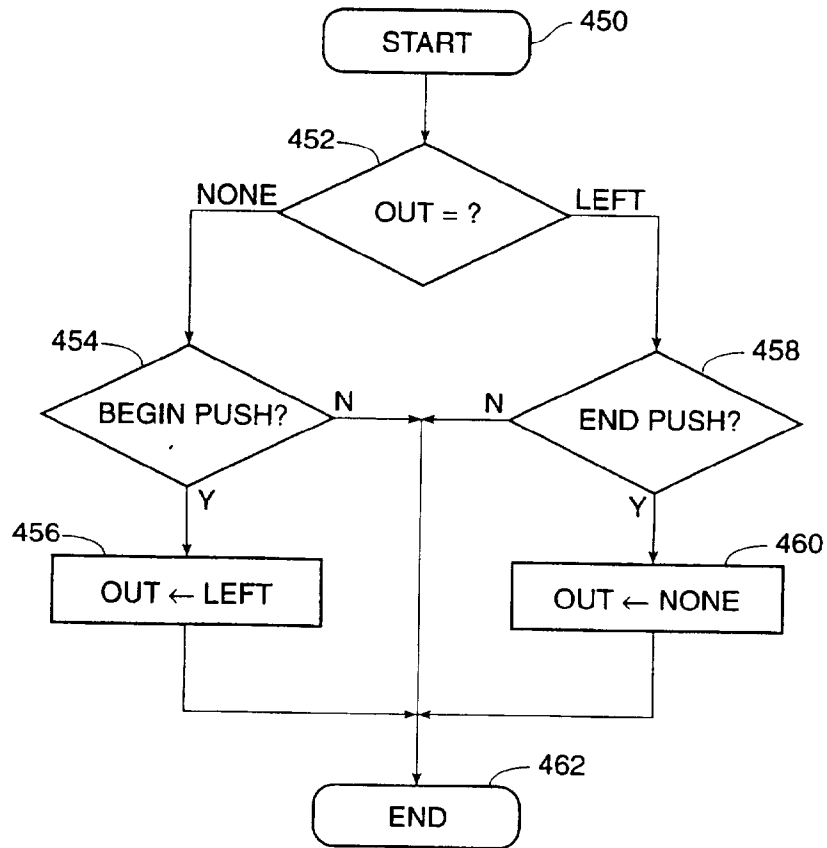 START
450
452
NONE
OUT = ?
LEFT
454
458
BEGIN PUSH?
N
N
END PUSH?
Y
Y
456
460
OUT ← LEFT
OUT ← NONE
462
END